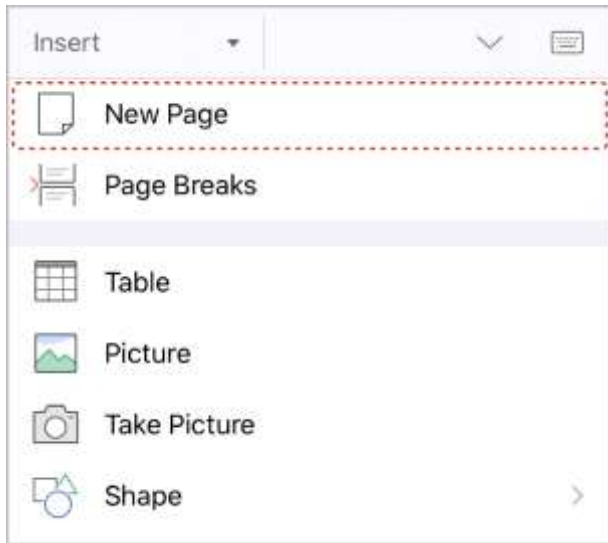 Insert
New Page
Page Breaks
Table
Picture
Take Picture
Shape